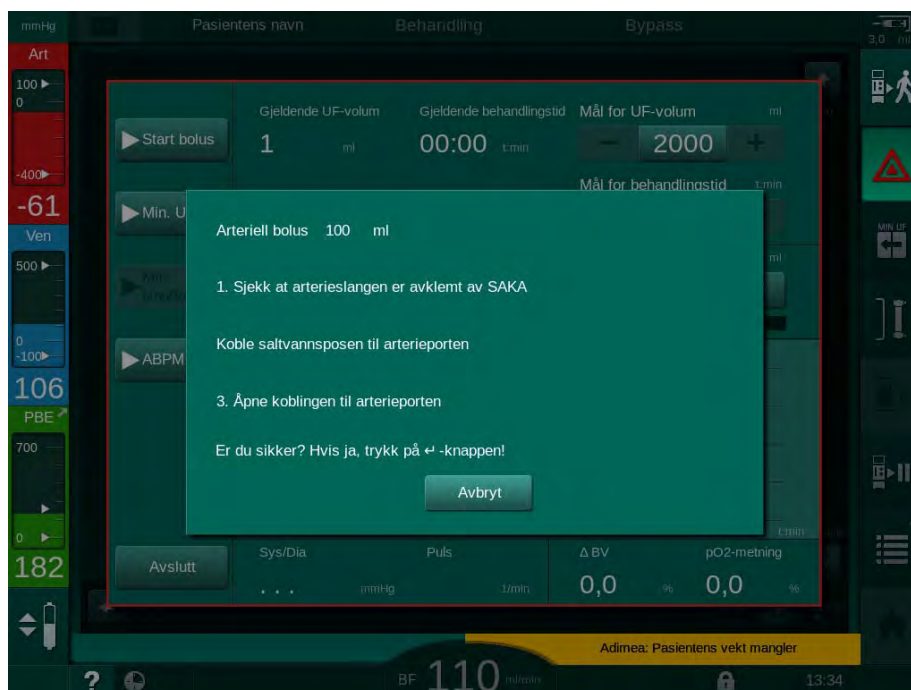 mmHg
Pasientens navn
Behandling
Bypass
3,0 ml
Art
100
0
-400
-61
Ven
500
0
-100
106
PBE
700
0
182
Gjeldende UF-volum
Gjeldende behandlingstid
Mål for UF-volum
ml
Start bolus
1 ml
00:00 t:min
− 2000 +
Mål for behandlingstid
t:min
Min. U
ml
ABPM
Arteriell bolus 100 ml
1. Sjekk at arterieslangen er avklemt av SAKA
Koble saltvannsposen til arterieporten
3. Åpne koblingen til arterieporten
Er du sikker? Hvis ja, trykk på ↵ -knappen!
Avbryt
t:min
Avslutt
Sys/Dia
Puls
Δ BV
pO2-metning
. . . mmHg
1/min
0,0 %
0,0 %
MIN UF
Adimea: Pasientens vekt mangler
?
BF 110 ml/min
13:34